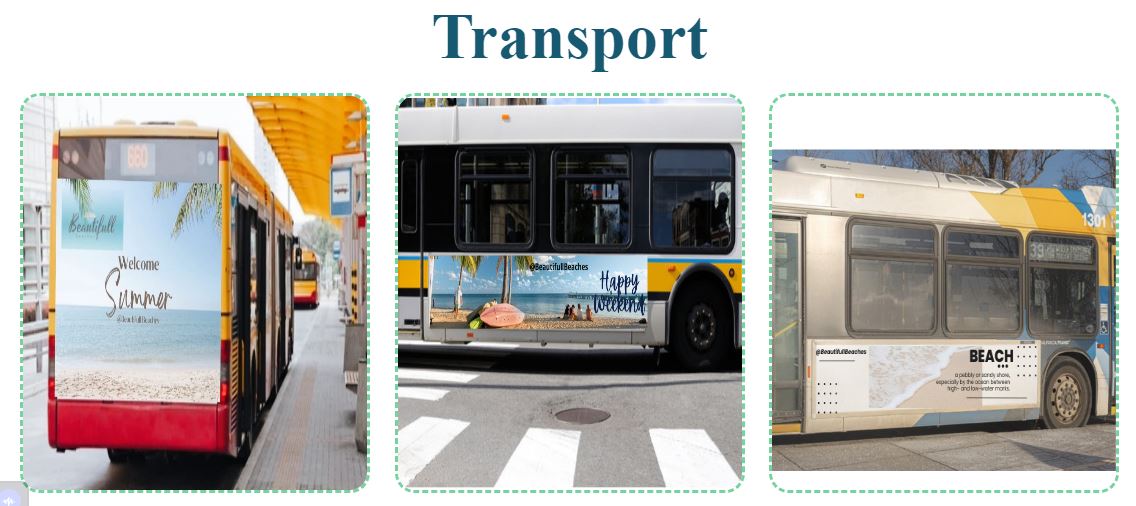 Transport
660
Beautifull
Welcome
Summer
@BeautifullBeaches
@BeautifullBeaches
Happy
Weekend
1301
39
@BeautifullBeaches
BEACH
a pebbly or sandy shore,
especially by the ocean between
high- and low-water marks.